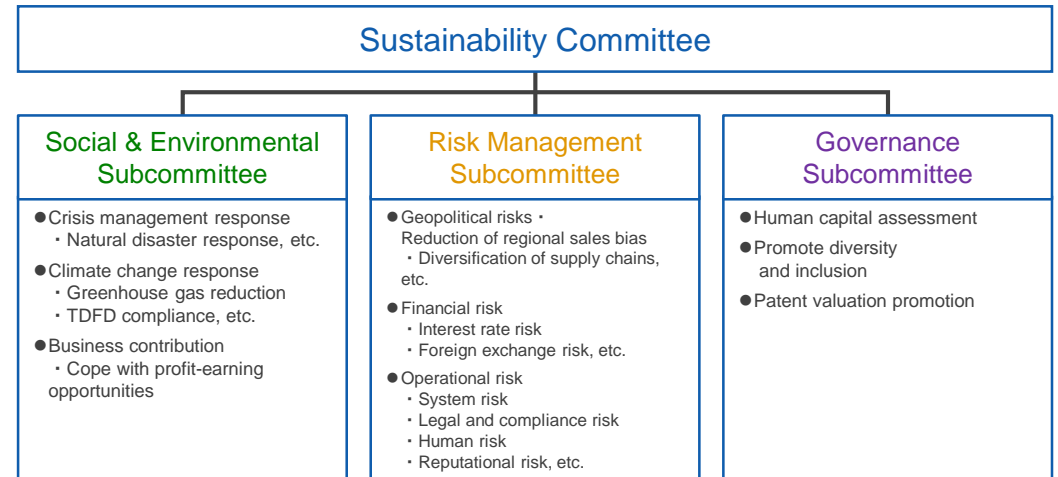 Sustainability Committee
Social & Environmental
Subcommittee
●Crisis management response
・Natural disaster response, etc.
●Climate change response
・Greenhouse gas reduction
・TDFD compliance, etc.
●Business contribution
・Cope with profit-earning
opportunities
Risk Management
Subcommittee
●Geopolitical risks・
Reduction of regional sales bias
・Diversification of supply chains,
etc.
●Financial risk
・Interest rate risk
・Foreign exchange risk, etc.
●Operational risk
・System risk
・Legal and compliance risk
・Human risk
・Reputational risk, etc.
Governance
Subcommittee
●Human capital assessment
●Promote diversity
and inclusion
●Patent valuation promotion